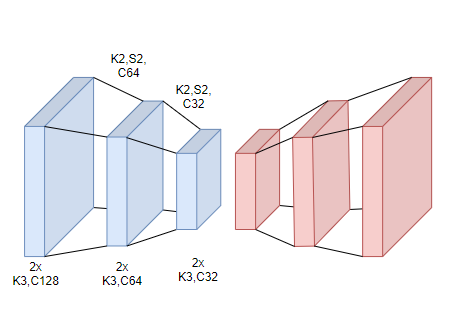 K2,S2,
C64
K2,S2,
C32
2x
K3,C128
2x
K3,C64
2x
K3,C32